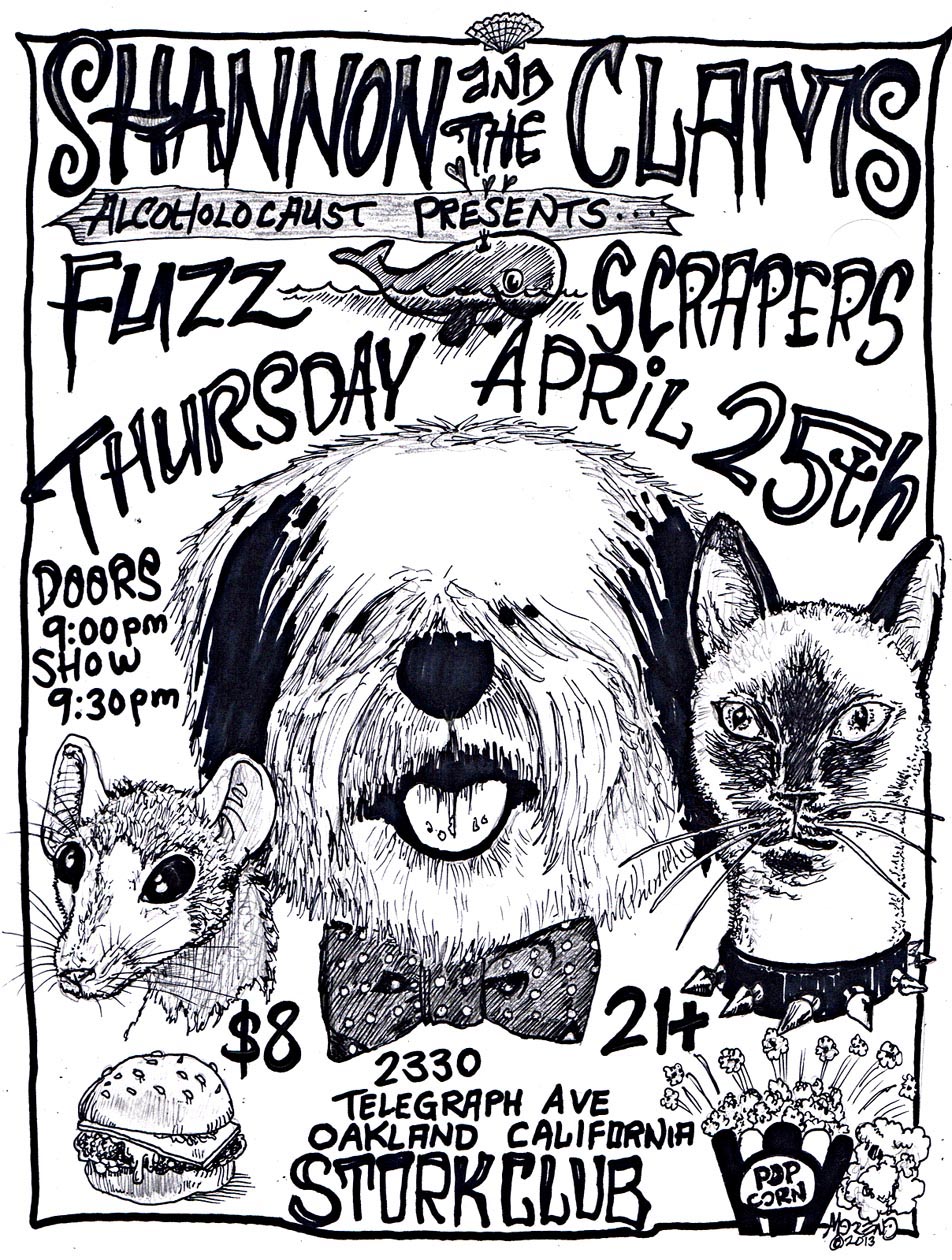 SHANNON AND THE CLAMS
ALCOHOLOCAUST PRESENTS...
FUZZ SCRAPERS
THURSDAY APRIL 25th
DOORS
9:00pm
SHOW
9:30pm
$8
21+
2330
TELEGRAPH AVE
OAKLAND CALIFORNIA
STORK CLUB
POP
CORN
MORENO
©2013